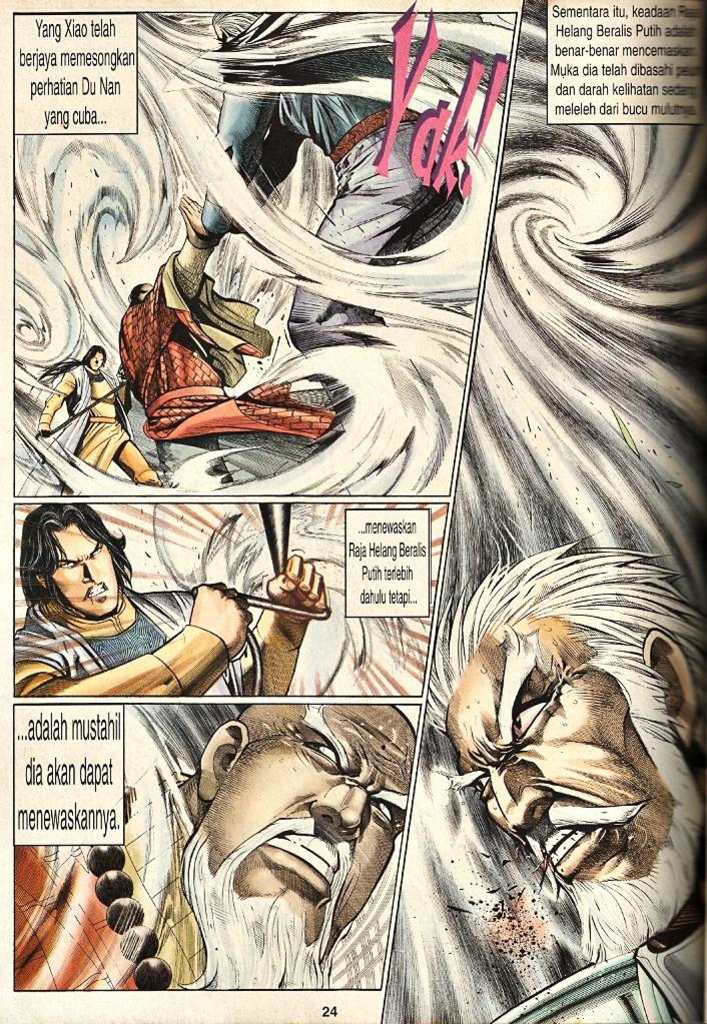 Yang Xiao telah
berjaya memesongkan
perhatian Du Nan
yang cuba...
Yak!!
Sementara itu, keadaan
Helang Beralis Putih adalah
benar-benar mencemaskan.
Muka dia telah dibasahi
dan darah kelihatan sedang
meleleh dari bucu mulutnya.
...menewaskan
Raja Helang Beralis
Putih terlebih
dahulu tetapi...
...adalah mustahil
dia akan dapat
menewaskannya.
24